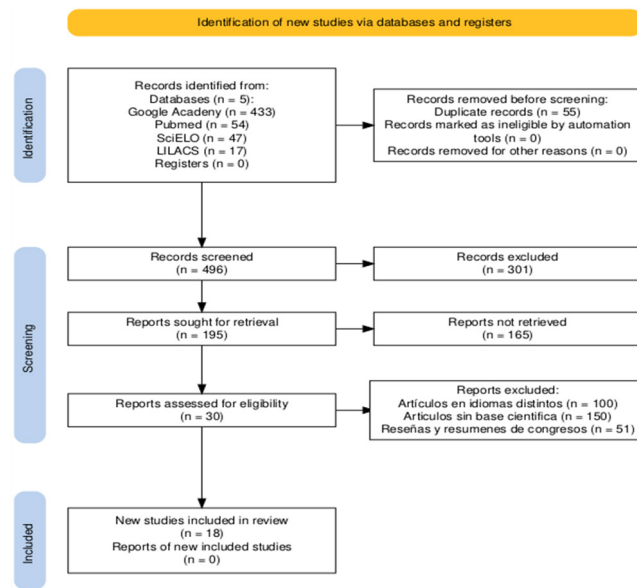 Identification of new studies via databases and registers
Identification
Records identified from:
Databases (n = 5):
Google Acadeny (n = 433)
Pubmed (n = 54)
SciELO (n = 47)
LILACS (n = 17)
Registers (n = 0)
Records removed before screening:
Duplicate records (n = 55)
Records marked as ineligible by automation
tools (n = 0)
Records removed for other reasons (n = 0)
Screening
Records screened
(n = 496)
Records excluded
(n = 301)
Reports sought for retrieval
(n = 195)
Reports not retrieved
(n = 165)
Reports assessed for eligibility
(n = 30)
Reports excluded:
Artículos en idiomas distintos (n = 100)
Articulos sin base cientifica (n = 150)
Reseñas y resumenes de congresos (n = 51)
Included
New studies included in review
(n = 18)
Reports of new included studies
(n = 0)